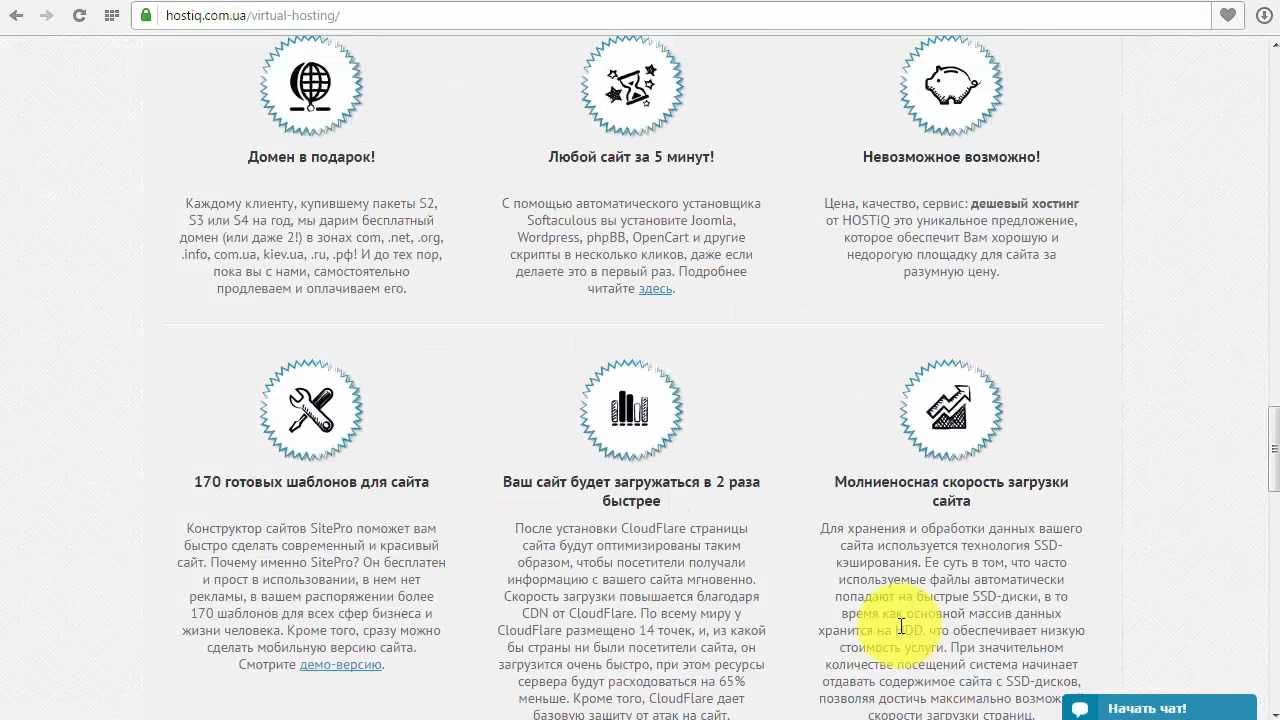 hostiq.com.ua/virtual-hosting/
Домен в подарок!
Каждому клиенту, купившему пакеты S2,
S3 или S4 на год, мы дарим бесплатный
домен (или даже 2!) в зонах com, .net, .org,
.info, com.ua, kiev.ua, .ru, .рф! И до тех пор,
пока вы с нами, самостоятельно
продлеваем и оплачиваем его.
Любой сайт за 5 минут!
С помощью автоматического установщика
Softaculous вы установите Joomla,
Wordpress, phpBB, OpenCart и другие
скрипты в несколько кликов, даже если
делаете это в первый раз. Подробнее
читайте здесь.
Невозможное возможно!
Цена, качество, сервис: дешевый хостинг
от HOSTiQ это уникальное предложение,
которое обеспечит Вам хорошую и
недорогую площадку для сайта за
разумную цену.
170 готовых шаблонов для сайта
Конструктор сайтов SitePro поможет вам
быстро сделать современный и красивый
сайт. Почему именно SitePro? Он бесплатен
и прост в использовании, в нем нет
рекламы, в вашем распоряжении более
170 шаблонов для всех сфер бизнеса и
жизни человека. Кроме того, сразу можно
сделать мобильную версию сайта.
Смотрите демо-версию.
Ваш сайт будет загружаться в 2 раза
быстрее
После установки CloudFlare страницы
сайта будут оптимизированы таким
образом, чтобы посетители получали
информацию с вашего сайта мгновенно.
Скорость загрузки повышается благодаря
CDN от CloudFlare. По всему миру у
CloudFlare размещено 14 точек, и, из какой
бы страны ни были посетители сайта, он
загрузится очень быстро, при этом ресурсы
сервера будут расходоваться на 65%
меньше. Кроме того, CloudFlare дает
базовую защиту от атак на сайт.
Молниеносная скорость загрузки
сайта
Для хранения и обработки данных вашего
сайта используется технология SSD-
кэширования. Ее суть в том, что часто
используемые файлы автоматически
попадают на быстрые SSD-диски, в то
время как основной массив данных
хранится на HDD, что обеспечивает низкую
стоимость услуги. При значительном
количестве посещений система начинает
отдавать содержимое сайта с SSD-дисков,
позволяя достичь максимально
скорости загрузки страниц.
Начать чат!